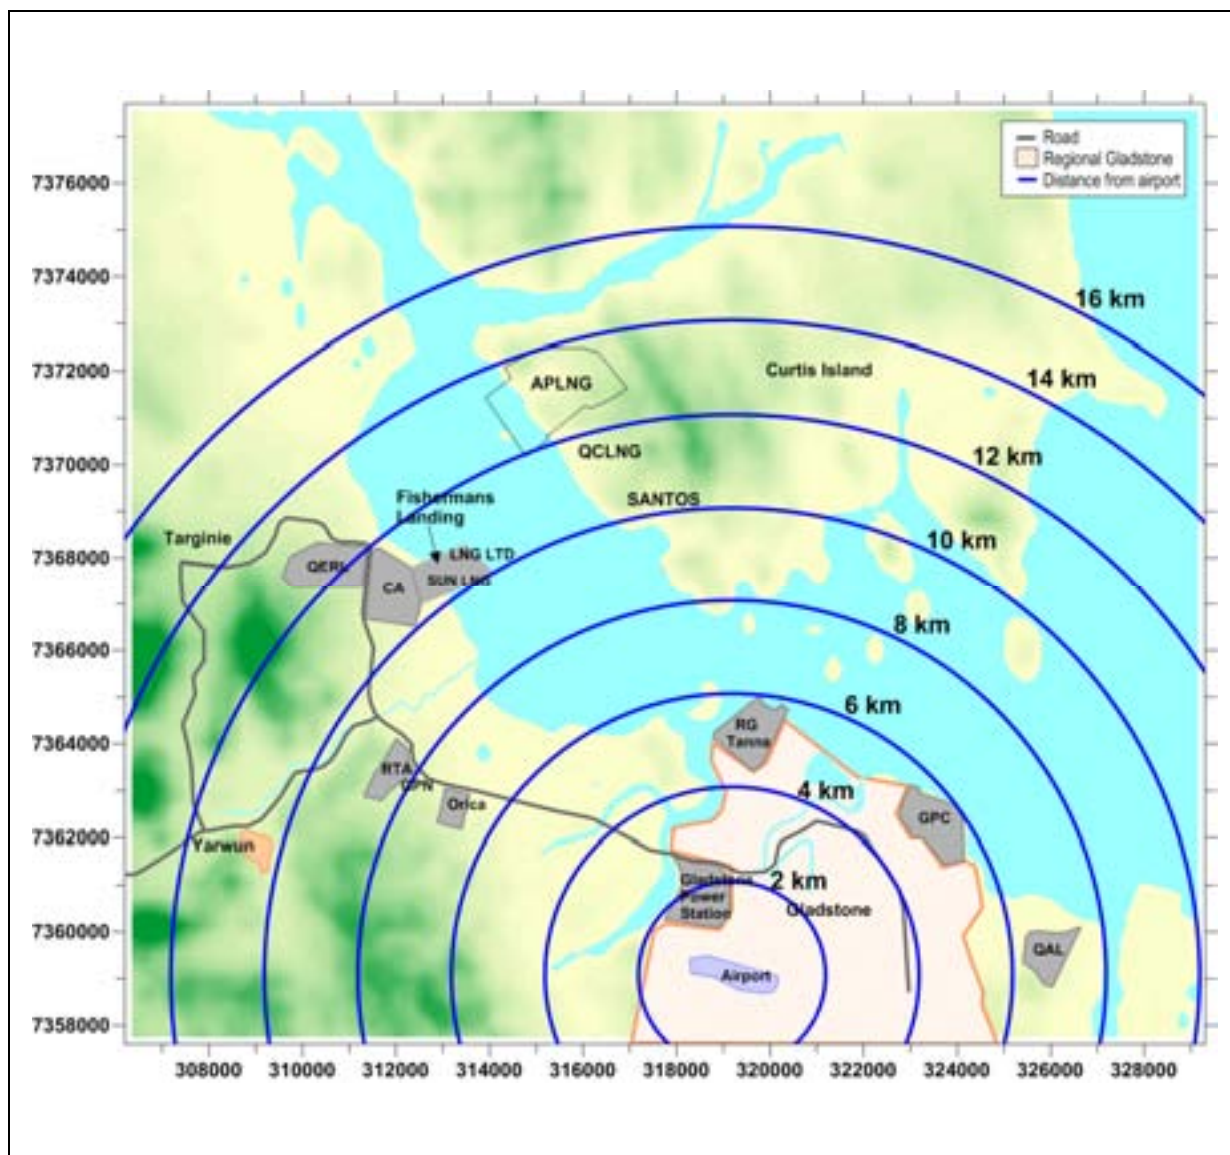 Road
Regional Gladstone
Distance from airport
7376000
7374000
7372000
7370000
7368000
7366000
7364000
7362000
7360000
7358000
16 km
14 km
12 km
10 km
8 km
6 km
4 km
2 km
Curtis Island
APLNG
QCLNG
SANTOS
Fishermans
Landing
LNG LTD
SUN LNG
Targinie
QERL
CA
RG
Tanna
RTA
Orica
GPC
Yarwun
Gladstone
Power
Station
Gladstone
QAL
Airport
308000
310000
312000
314000
316000
318000
320000
322000
324000
326000
328000